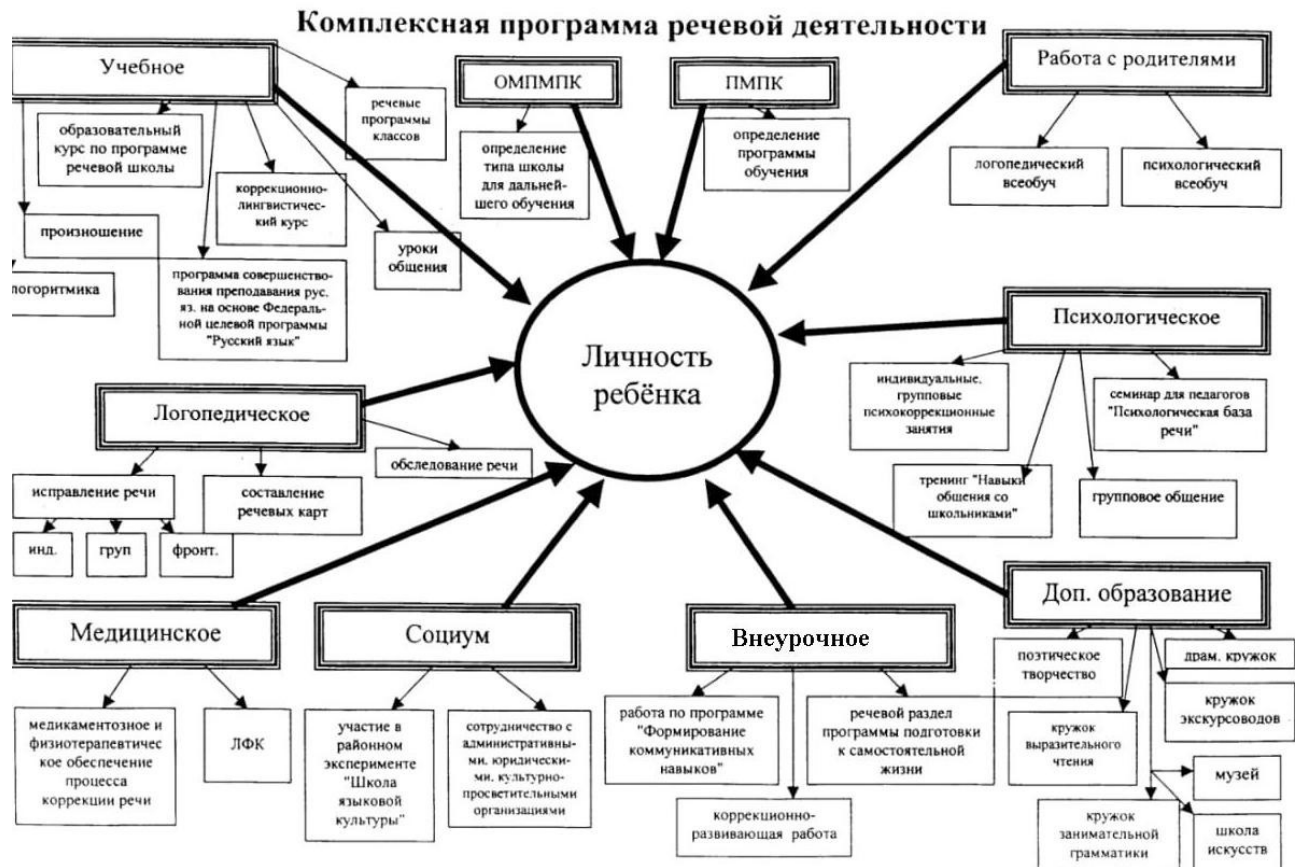 Комплексная программа речевой деятельности
Учебное
ОМПМПК
ПМПК
Работа с родителями
речевые
программы
классов
образовательный
курс по программе
речевой школы
определение
типа школы
для дальней-
шего обучения
определение
программы
обучения
логопедический
всеобуч
психологический
всеобуч
коррекционно-
лингвистичес-
кий курс
произношение
уроки
общения
логоритмика
программа совершенство-
вания преподавания рус.
яз. на основе Федераль-
ной целевой программы
"Русский язык"
Личность
ребёнка
Психологическое
индивидуальные,
групповые
психокоррекционные
занятия
семинар для педагогов
"Психологическая база
речи"
тренинг "Навыки
общения со
школьниками"
групповое общение
Логопедическое
обследование речи
исправление речи
составление
речевых карт
инд.
груп
фронт.
Медицинское
Социум
Внеурочное
Доп. образование
медикаментозное и
физиотерапевтичес
кое обеспечение
процесса
коррекции речи
ЛФК
участие в
районном
эксперименте
"Школа
языковой
культуры"
сотрудничество с
административны-
ми, юридически-
ми, культурно-
просветительными
организациями
работа по программе
"Формирование
коммуникативных
навыков"
речевой раздел
программы подготовки
к самостоятельной
жизни
коррекционно-
развивающая работа
поэтическое
творчество
драм. кружок
кружок
экскурсоводов
кружок
выразительного
чтения
музей
кружок
занимательной
грамматики
школа
искусств